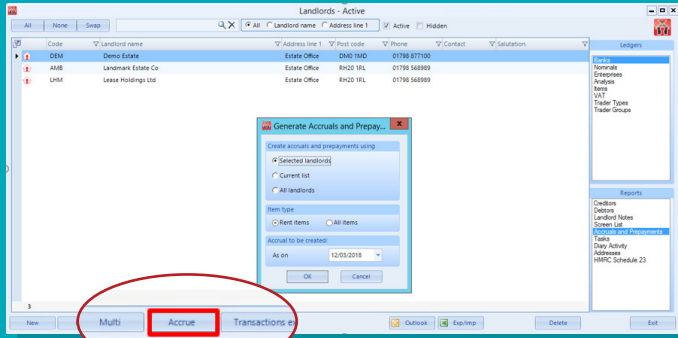 Landlords - Active
All None Swap All Landlord name Address line 1 Active Hidden
Code Landlord name Address line 1 Post code Phone Contact Salutation
DEM Demo Estate Estate Office DM0 1MD 01798 877100
AMB Landmark Estate Co Estate Office RH20 1RL 01798 568989
LHM Lease Holdings Ltd Estate Office RH20 1RL 01798 568989
Ledgers
Banks
Nominals
Enterprises
Analysis
Items
VAT
Trader Types
Trader Groups
Generate Accruals and Prepay...
Create accruals and prepayments using
Selected landlords
Current list
All landlords
Item type
Rent items All items
Accrual to be created:
As on 12/03/2018
OK Cancel
Reports
Creditors
Debtors
Landlord Notes
Screen List
Accruals and Prepayments
Tasks
Diary Activity
Addresses
HMRC Schedule 23
3
New Multi Accrue Transactions ex Outlook Exp/Imp Delete Exit